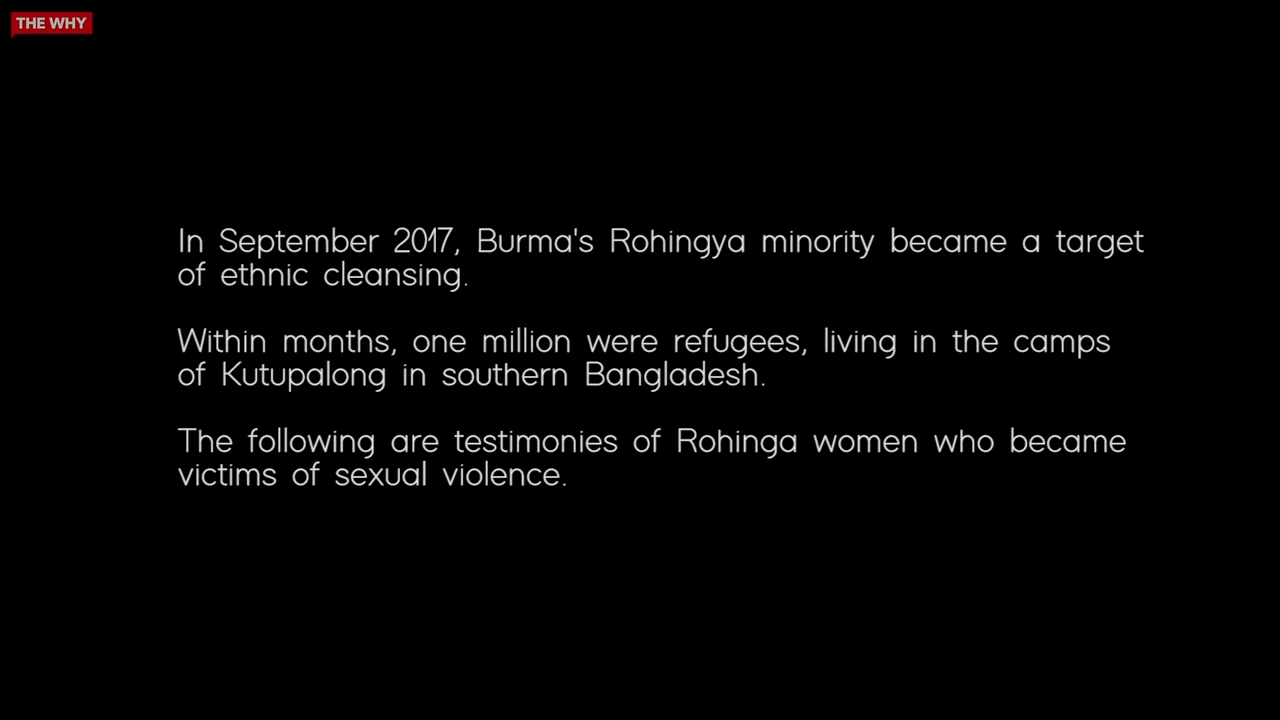 THE WHY
In September 2017, Burma's Rohingya minority became a target
of ethnic cleansing.
Within months, one million were refugees, living in the camps
of Kutupalong in southern Bangladesh.
The following are testimonies of Rohinga women who became
victims of sexual violence.